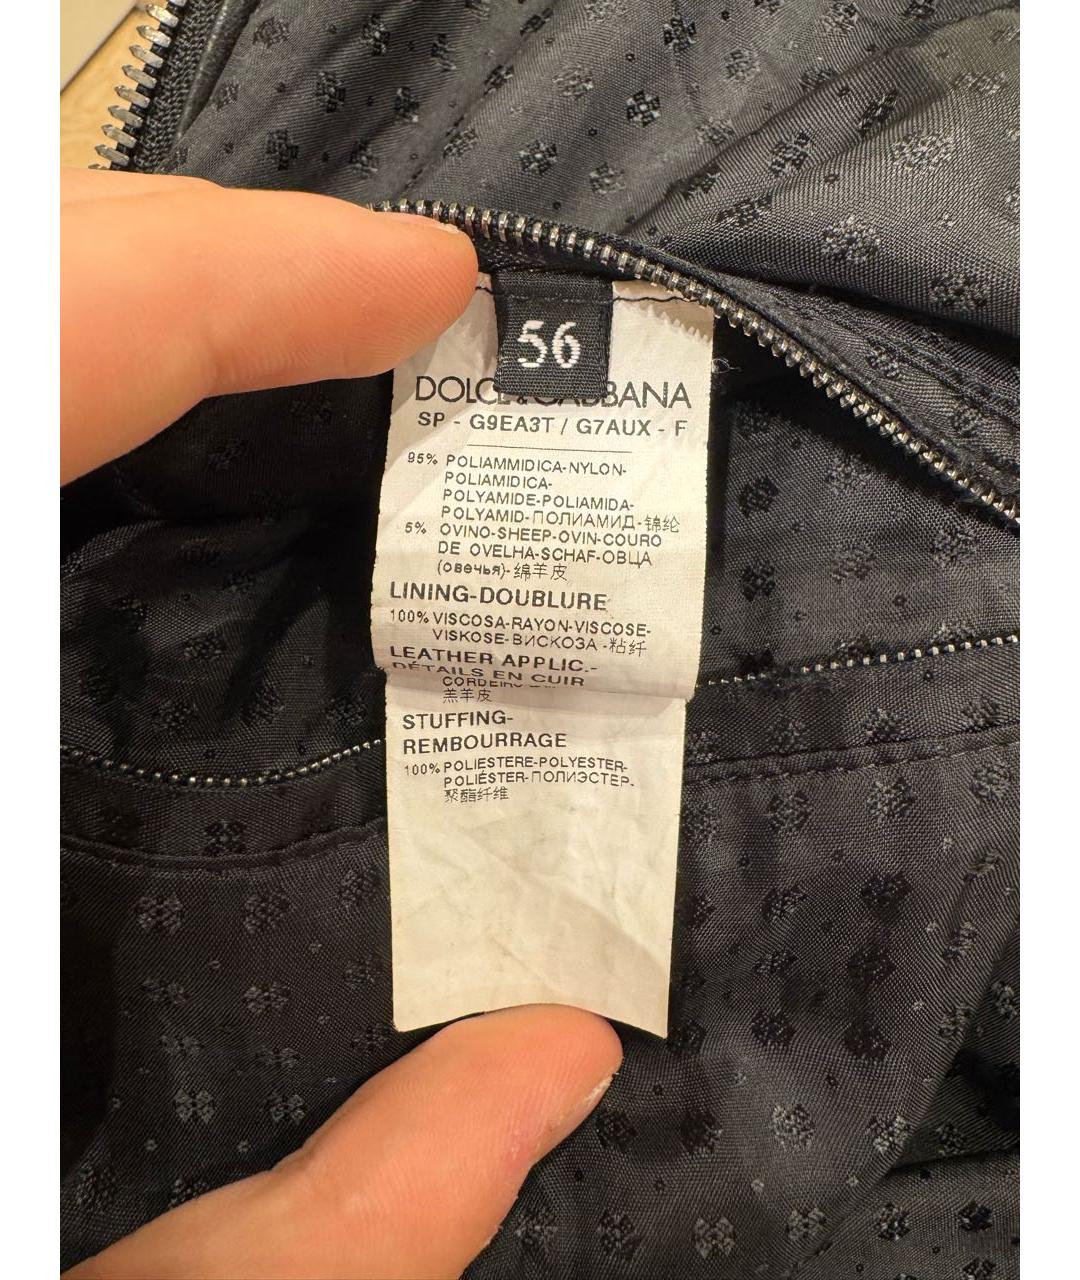 56
DOLCE & GABBANA
SP - G9EA3T / G7AUX - F
95% POLIAMMIDICA-NYLON-
POLIAMIDICA-
POLYAMIDE-POLIAMIDA-
POLYAMID-ПОЛИАМИД-锦纶
5% OVINO-SHEEP-OVIN-COURO
DE OVELHA-SCHAF-ОВЦА
(овечья)-绵羊皮
LINING-DOUBLURE
100% VISCOSA-RAYON-VISCOSE-
VISKOSE-ВИСКОЗА -粘纤
LEATHER APPLIC.-
DÉTAILS EN CUIR
羔羊皮
STUFFING-
REMBOURRAGE
100% POLIESTERE-POLYESTER-
POLIÉSTER-ПОЛИЭСТЕР-
聚酯纤维